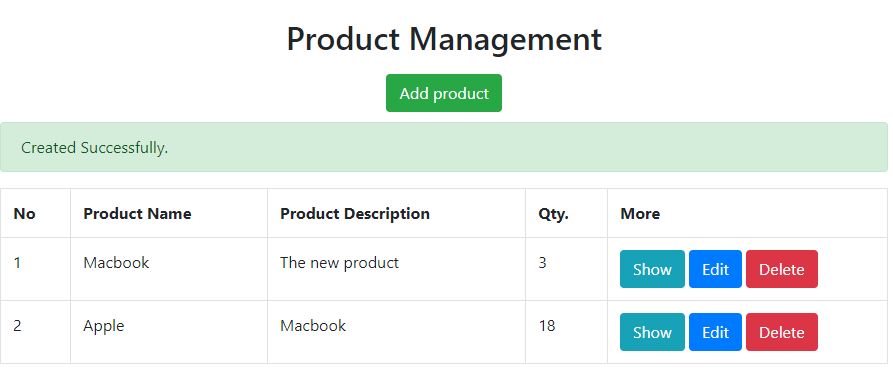 Product Management
Add product
Created Successfully.
No Product Name Product Description Qty. More
1 Macbook The new product 3 Show Edit Delete
2 Apple Macbook 18 Show Edit Delete